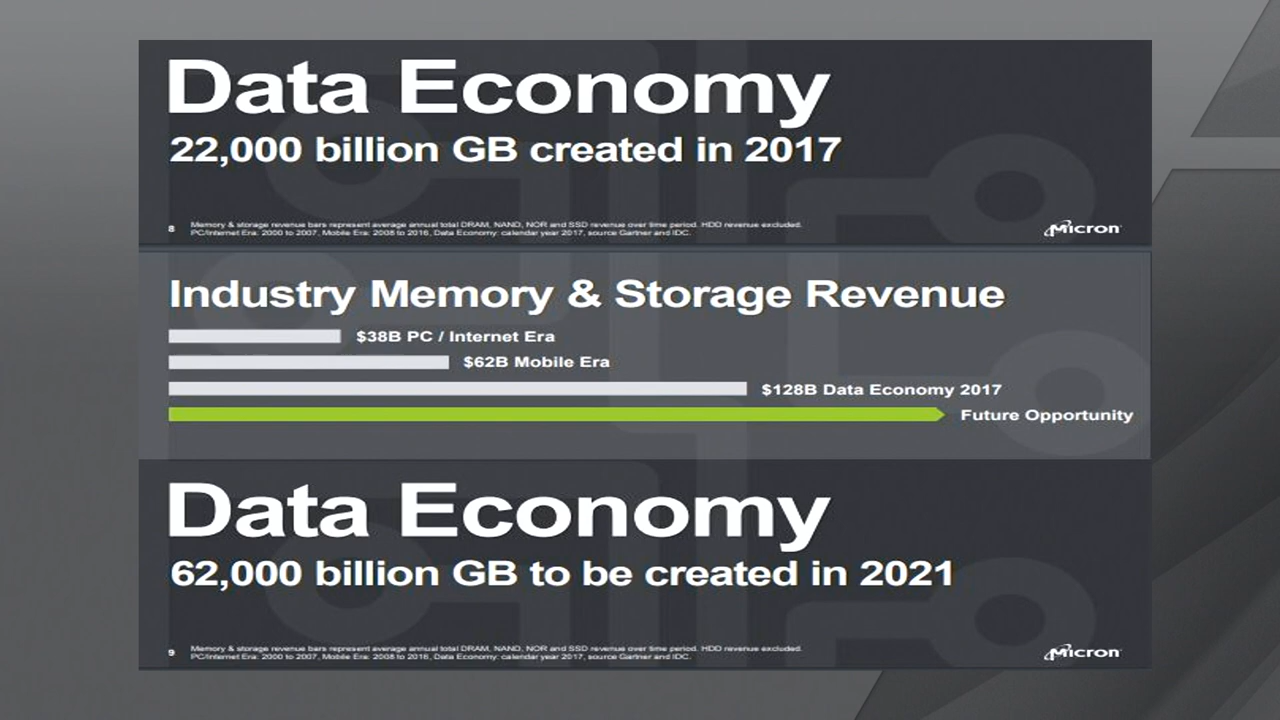 Data Economy
22,000 billion GB created in 2017
8
Memory & storage revenue bars represent average annual total DRAM, NAND, NOR and SSD revenue over time period. HDD revenue excluded.
PC/Internet Era: 2000 to 2007, Mobile Era: 2008 to 2016, Data Economy: calendar year 2017, source Gartner and IDC.
Micron
Industry Memory & Storage Revenue
$38B PC / Internet Era
$62B Mobile Era
$128B Data Economy 2017
Future Opportunity
Data Economy
62,000 billion GB to be created in 2021
9
Memory & storage revenue bars represent average annual total DRAM, NAND, NOR and SSD revenue over time period. HDD revenue excluded.
PC/Internet Era: 2000 to 2007, Mobile Era: 2008 to 2016, Data Economy: calendar year 2017, source Gartner and IDC.
Micron